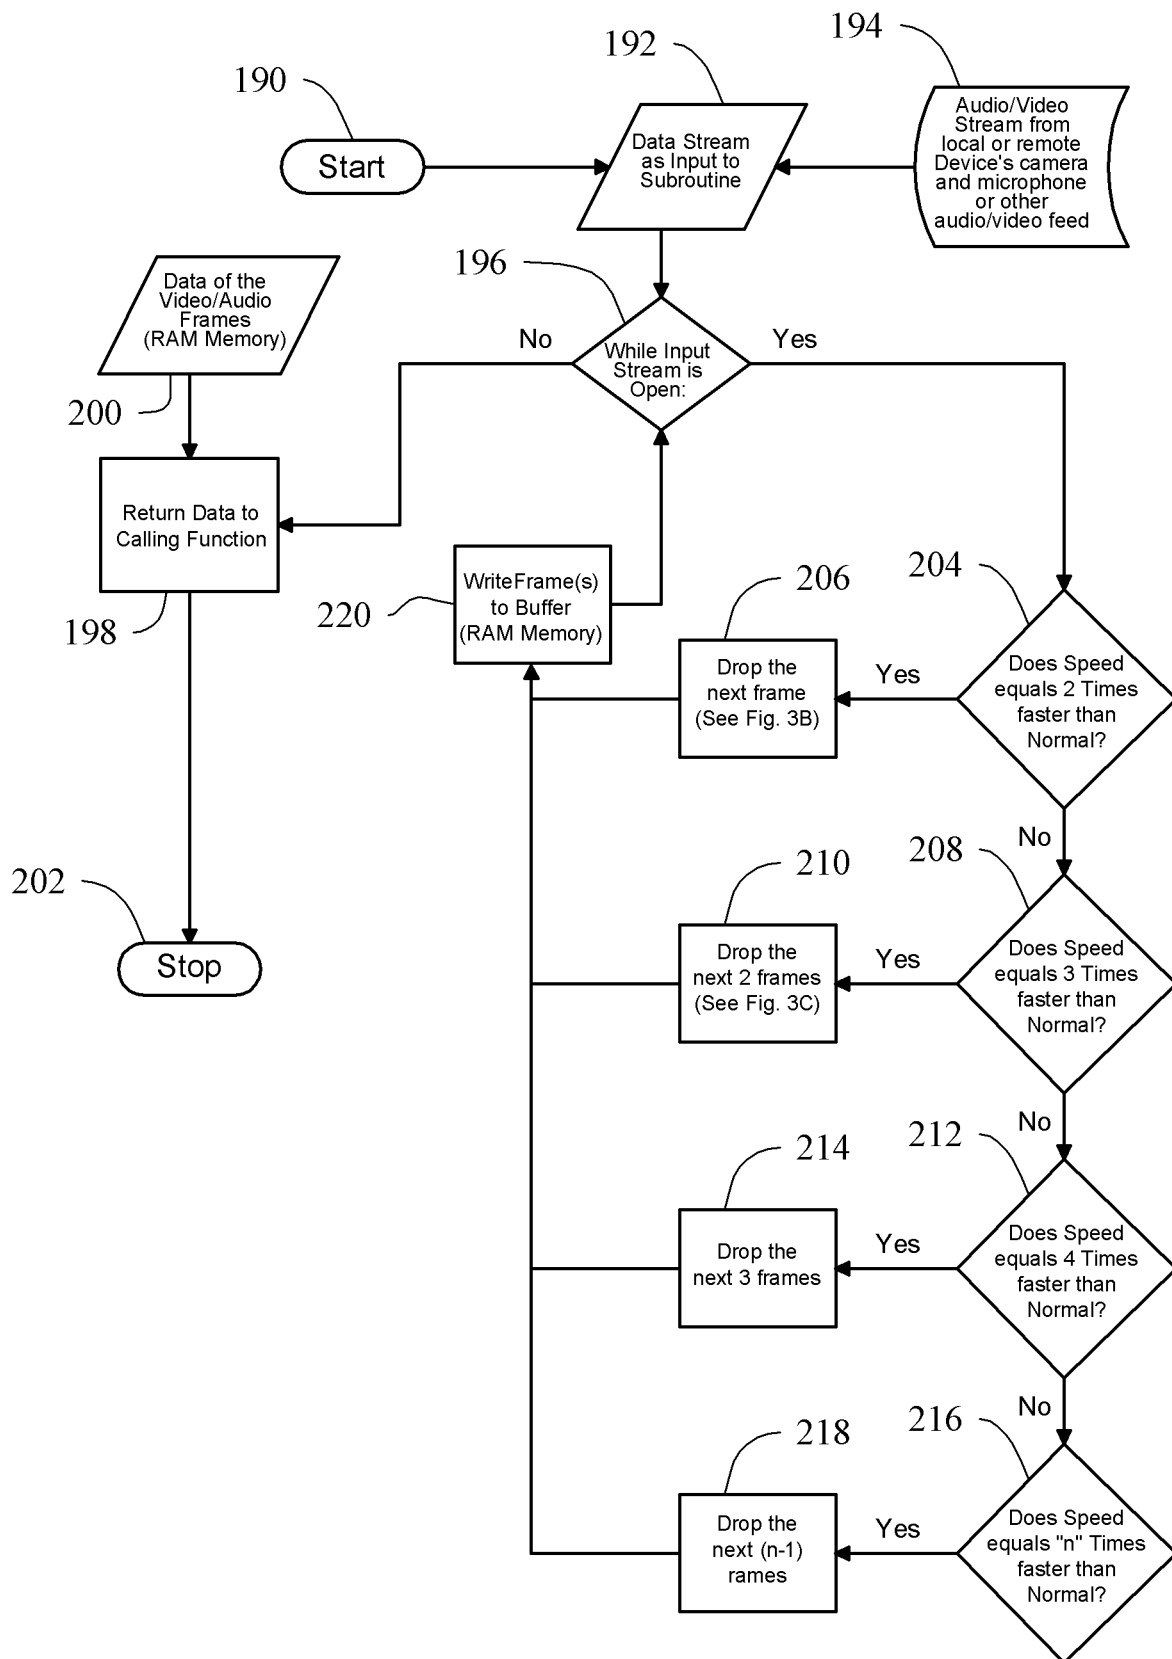 192
194
190
Start
Data Stream
as Input to
Subroutine
Audio/Video
Stream from
local or remote
Device's camera
and microphone
or other
audio/video feed
196
Data of the
Video/Audio
Frames
(RAM Memory)
No
While Input
Stream is
Open:
Yes
200
Return Data to
Calling Function
198
WriteFrame(s)
to Buffer
(RAM Memory)
220
206
204
Drop the
next frame
(See Fig. 3B)
Yes
Does Speed
equals 2 Times
faster than
Normal?
No
202
Stop
210
208
Drop the
next 2 frames
(See Fig. 3C)
Yes
Does Speed
equals 3 Times
faster than
Normal?
No
214
212
Drop the
next 3 frames
Yes
Does Speed
equals 4 Times
faster than
Normal?
No
218
216
Drop the
next (n-1)
rames
Yes
Does Speed
equals "n" Times
faster than
Normal?